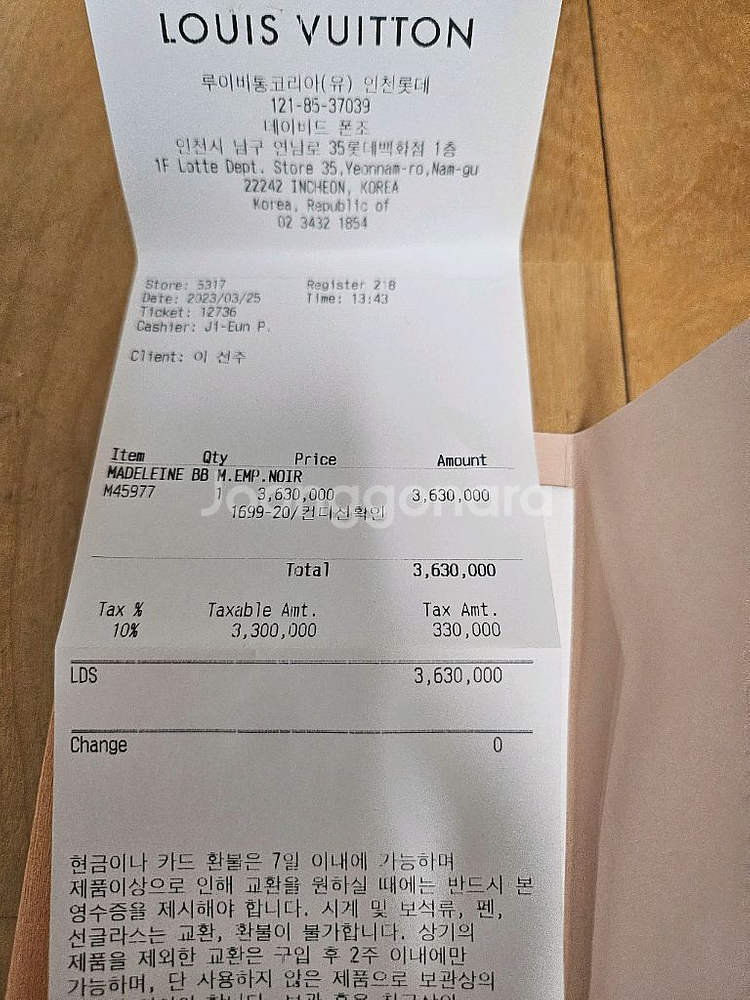 LOUIS VUITTON
루이비통코리아(유) 인천롯데
121-85-37039
데이비드 폰조
인천시 남구 연남로 35롯데백화점 1층
1F Lotte Dept. Store 35,Yeonnam-ro,Nam-gu
22242 INCHEON, KOREA
Korea, Republic of
02 3432 1854
Store: 5317 Register 218
Date: 2023/03/25 Time: 13:43
Ticket: 12736
Cashier: Ji-Eun P.
Client: 이 선주
Item Qty Price Amount
MADELEINE BB M.EMP.NOIR
M45977 1 3,630,000 3,630,000
Joonggonara
1699-20/컨디션확인
Total 3,630,000
Tax % Taxable Amt. Tax Amt.
10% 3,300,000 330,000
LDS 3,630,000
Change 0
현금이나 카드 환불은 7일 이내에 가능하며
제품이상으로 인해 교환을 원하실 때에는 반드시 본
영수증을 제시해야 합니다. 시계 및 보석류, 펜,
선글라스는 교환, 환불이 불가합니다. 상기의
제품을 제외한 교환은 구입 후 2주 이내에만
가능하며, 단 사용하지 않은 제품으로 보관상의